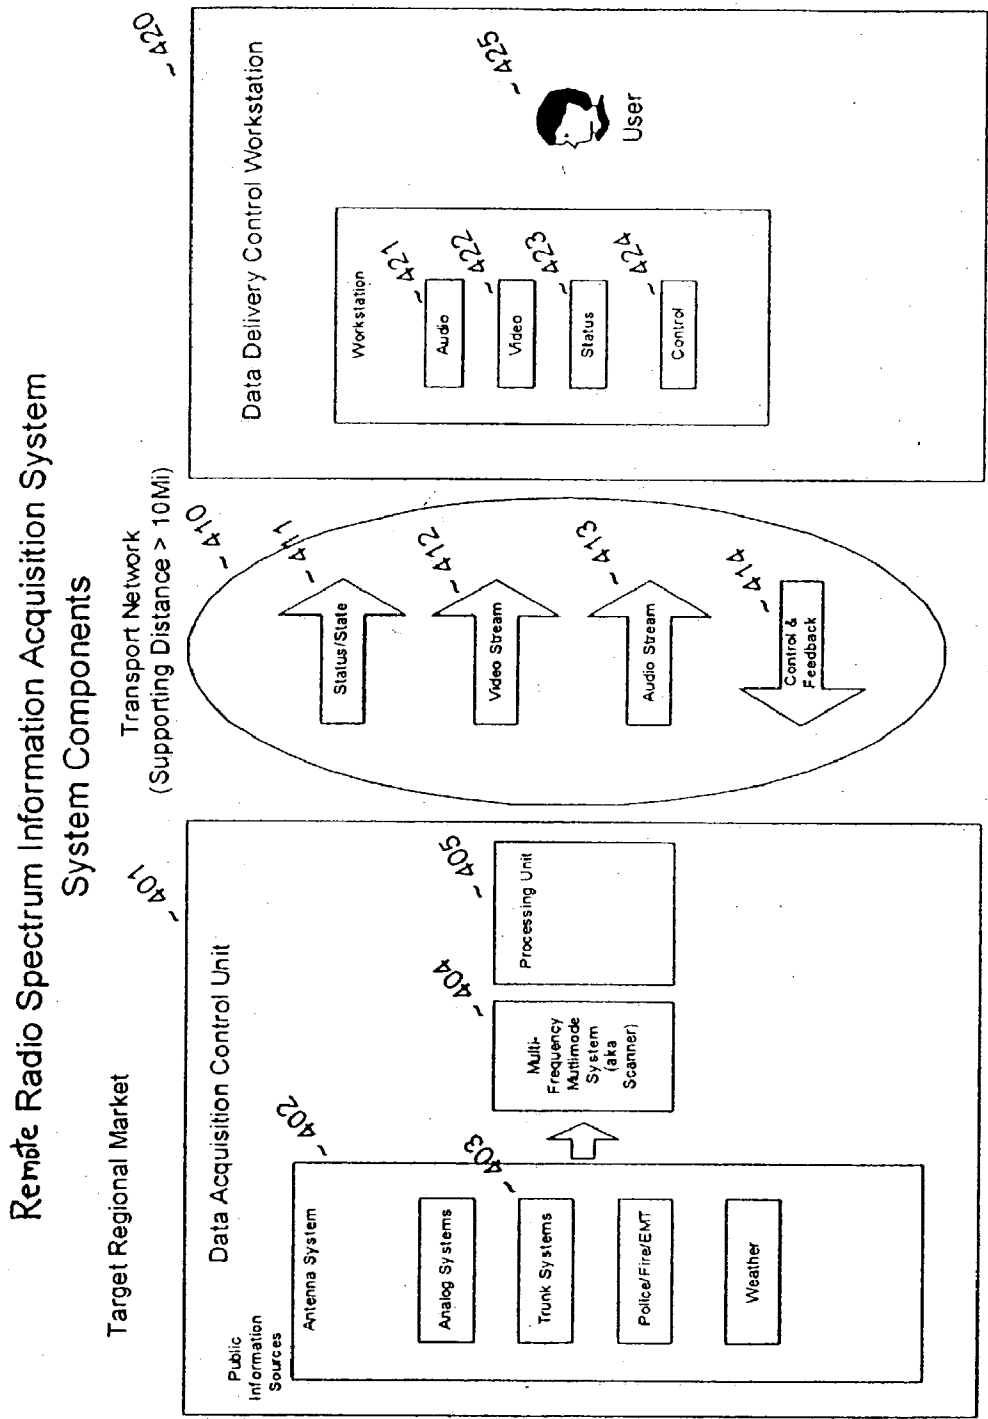 Remote Radio Spectrum Information Acquisition System
System Components
Target Regional Market
~401
Data Acquisition Control Unit
Public
Information
Sources
Antenna System
~402
Analog Systems
Trunk Systems
~403
Police/Fire/EMT
Weather
Multi-
Frequency
Mutlimode
System
(aka
Scanner)
~404
Processing Unit
~405
Transport Network
(Supporting Distance > 10Mi)
~410
Status/State
~411
Video Stream
~412
Audio Stream
~413
Control &
Feedback
~414
~420
Data Delivery Control Workstation
Workstation
Audio
~421
Video
~422
Status
~423
Control
~424
~425
User